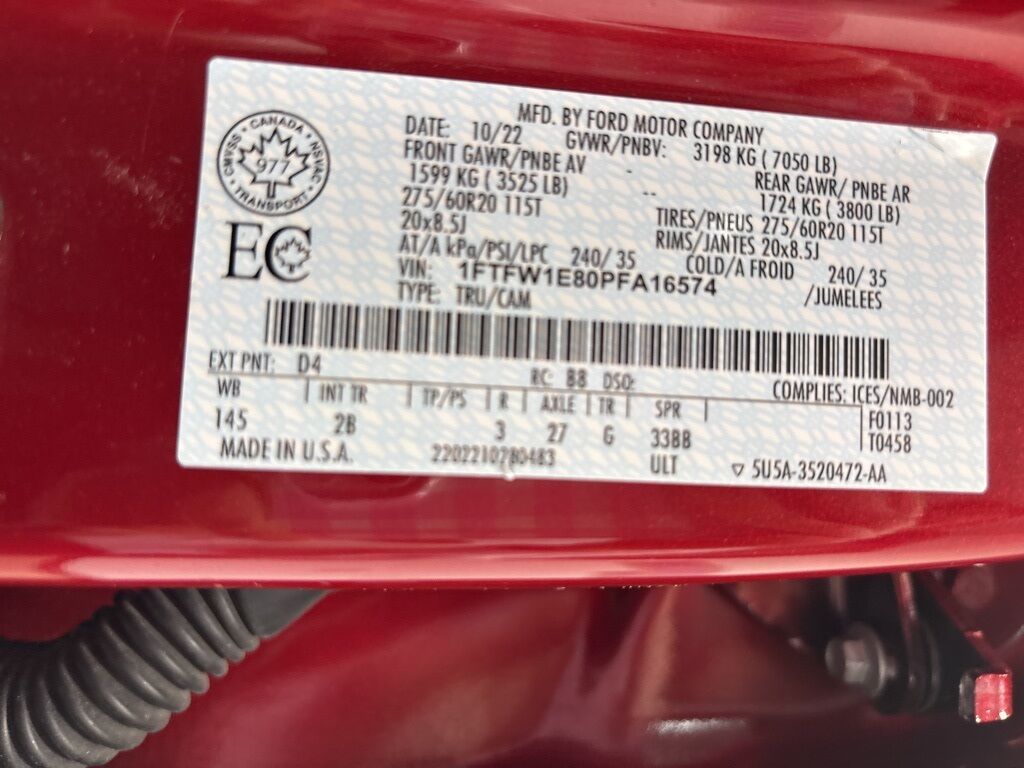 MFD. BY FORD MOTOR COMPANY
DATE: 10/22 GVWR/PNBV: 3198 KG ( 7050 LB)
FRONT GAWR/PNBE AV REAR GAWR/ PNBE AR
1599 KG ( 3525 LB) 1724 KG ( 3800 LB)
275/60R20 115T TIRES/PNEUS 275/60R20 115T
20x8.5J RIMS/JANTES 20x8.5J
AT/A kPa/PSI/LPC 240/ 35 COLD/A FROID 240/ 35
VIN: 1FTFW1E80PFA16574 /JUMELEES
TYPE: TRU/CAM
CANADA
CMVSS NSVAC
977
TRANSPORT
EC
EXT PNT: D4 RC: B8 DSO: COMPLIES: ICES/NMB-002
WB INT TR TP/PS R AXLE TR SPR F0113
145 2B 3 27 G 33BB T0458
MADE IN U.S.A. 2202210280483 ULT 5U5A-3520472-AA